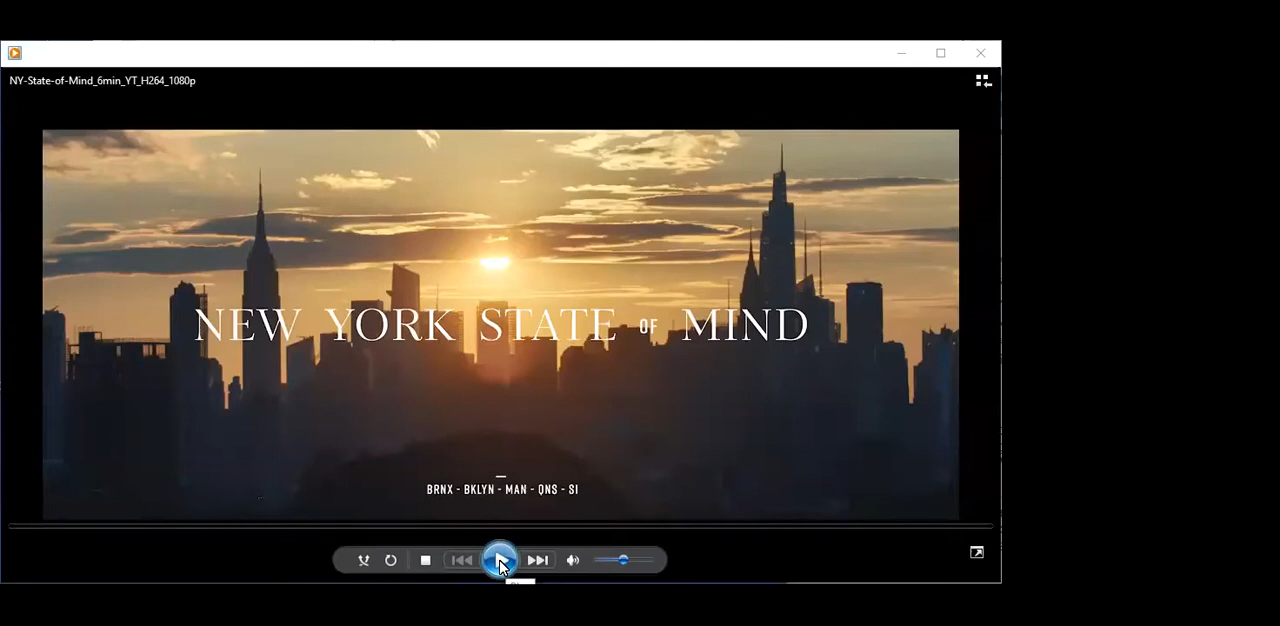 NY-State-of-Mind_6min_YT_H264_1080p
NEW YORK STATE OF MIND
BRNX - BKLYN - MAN - QNS - SI